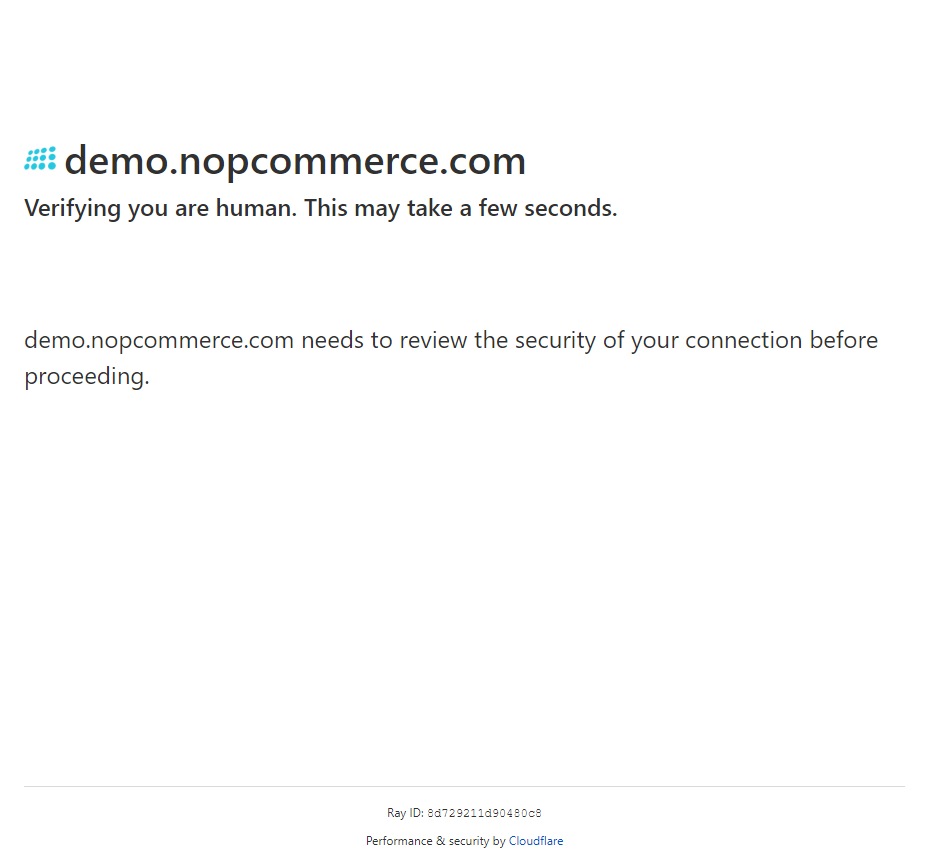 demo.nopcommerce.com
Verifying you are human. This may take a few seconds.
demo.nopcommerce.com needs to review the security of your connection before
proceeding.
Ray ID: 8d729211d90480c8
Performance & security by Cloudflare